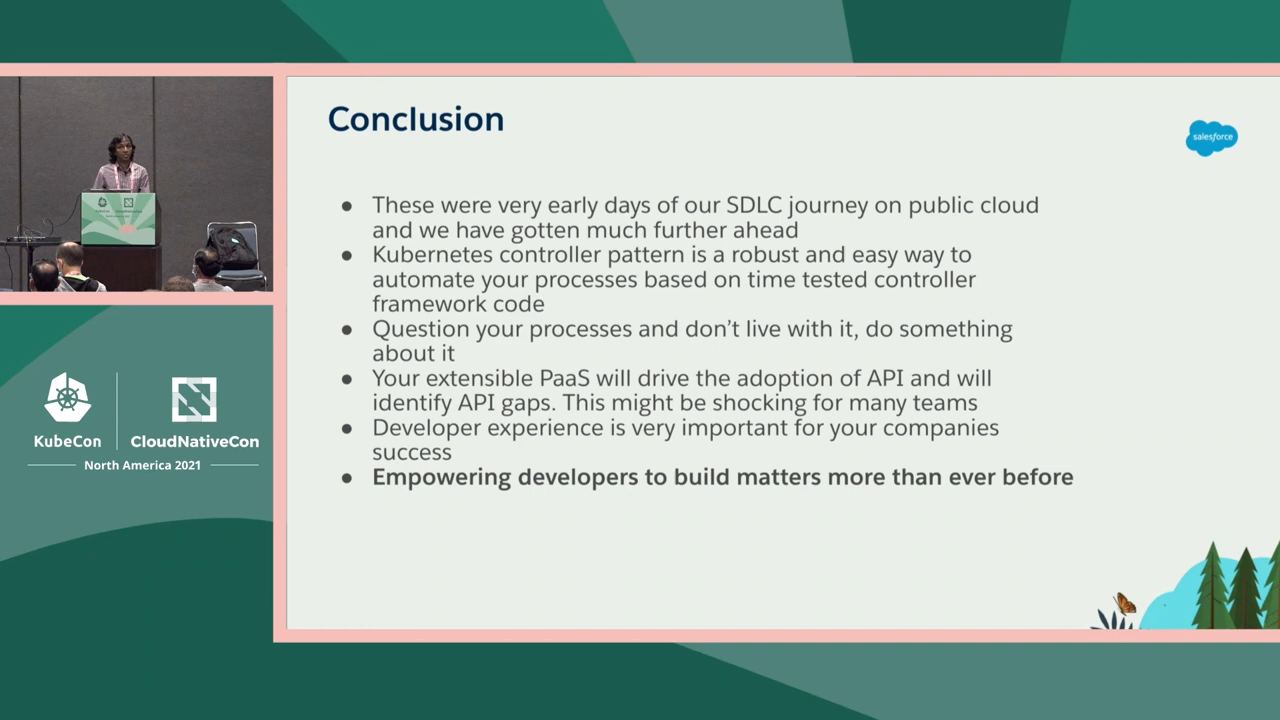 Conclusion
salesforce
● These were very early days of our SDLC journey on public cloud
and we have gotten much further ahead
● Kubernetes controller pattern is a robust and easy way to
automate your processes based on time tested controller
framework code
● Question your processes and don’t live with it, do something
about it
● Your extensible PaaS will drive the adoption of API and will
identify API gaps. This might be shocking for many teams
● Developer experience is very important for your companies
success
● Empowering developers to build matters more than ever before
KubeCon
CloudNativeCon
North America 2021